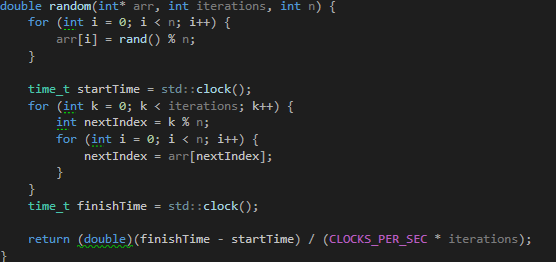 double random(int* arr, int iterations, int n) {
    for (int i = 0; i < n; i++) {
        arr[i] = rand() % n;
    }

    time_t startTime = std::clock();
    for (int k = 0; k < iterations; k++) {
        int nextIndex = k % n;
        for (int i = 0; i < n; i++) {
            nextIndex = arr[nextIndex];
        }
    }
    time_t finishTime = std::clock();

    return (double)(finishTime - startTime) / (CLOCKS_PER_SEC * iterations);
}